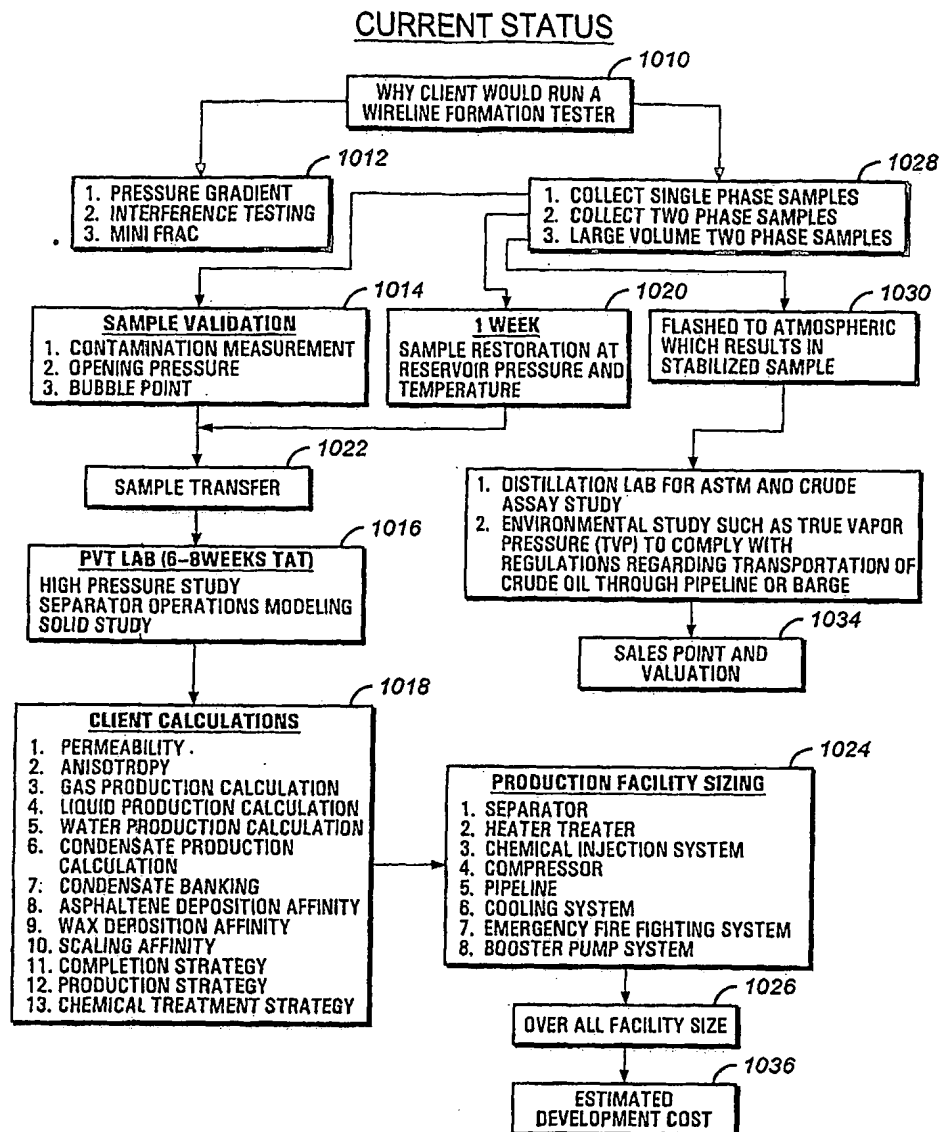 CURRENT STATUS
1010
WHY CLIENT WOULD RUN A
WIRELINE FORMATION TESTER
1012
1. PRESSURE GRADIENT
2. INTERFERENCE TESTING
3. MINI FRAC
1028
1. COLLECT SINGLE PHASE SAMPLES
2. COLLECT TWO PHASE SAMPLES
3. LARGE VOLUME TWO PHASE SAMPLES
1014
SAMPLE VALIDATION
1. CONTAMINATION MEASUREMENT
2. OPENING PRESSURE
3. BUBBLE POINT
1020
1 WEEK
SAMPLE RESTORATION AT
RESERVOIR PRESSURE AND
TEMPERATURE
1030
FLASHED TO ATMOSPHERIC
WHICH RESULTS IN
STABILIZED SAMPLE
1022
SAMPLE TRANSFER
1. DISTILLATION LAB FOR ASTM AND CRUDE
ASSAY STUDY
2. ENVIRONMENTAL STUDY SUCH AS TRUE VAPOR
PRESSURE (TVP) TO COMPLY WITH
REGULATIONS REGARDING TRANSPORTATION OF
CRUDE OIL THROUGH PIPELINE OR BARGE
1016
PVT LAB (6-8WEEKS TAT)
HIGH PRESSURE STUDY
SEPARATOR OPERATIONS MODELING
SOLID STUDY
1034
SALES POINT AND
VALUATION
1018
CLIENT CALCULATIONS
1. PERMEABILITY.
2. ANISOTROPY
3. GAS PRODUCTION CALCULATION
4. LIQUID PRODUCTION CALCULATION
5. WATER PRODUCTION CALCULATION
6. CONDENSATE PRODUCTION
CALCULATION
7: CONDENSATE BANKING
8. ASPHALTENE DEPOSITION AFFINITY
9. WAX DEPOSITION AFFINITY
10. SCALING AFFINITY
11. COMPLETION STRATEGY
12. PRODUCTION STRATEGY
13. CHEMICAL TREATMENT STRATEGY
1024
PRODUCTION FACILITY SIZING
1. SEPARATOR
2. HEATER TREATER
3. CHEMICAL INJECTION SYSTEM
4. COMPRESSOR
5. PIPELINE
6. COOLING SYSTEM
7. EMERGENCY FIRE FIGHTING SYSTEM
8. BOOSTER PUMP SYSTEM
1026
OVER ALL FACILITY SIZE
1036
ESTIMATED
DEVELOPMENT COST